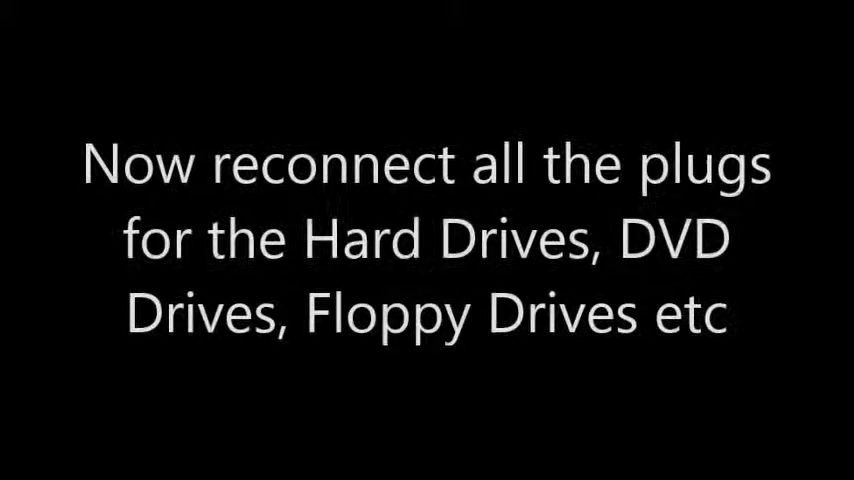 Now reconnect all the plugs
for the Hard Drives, DVD
Drives, Floppy Drives etc